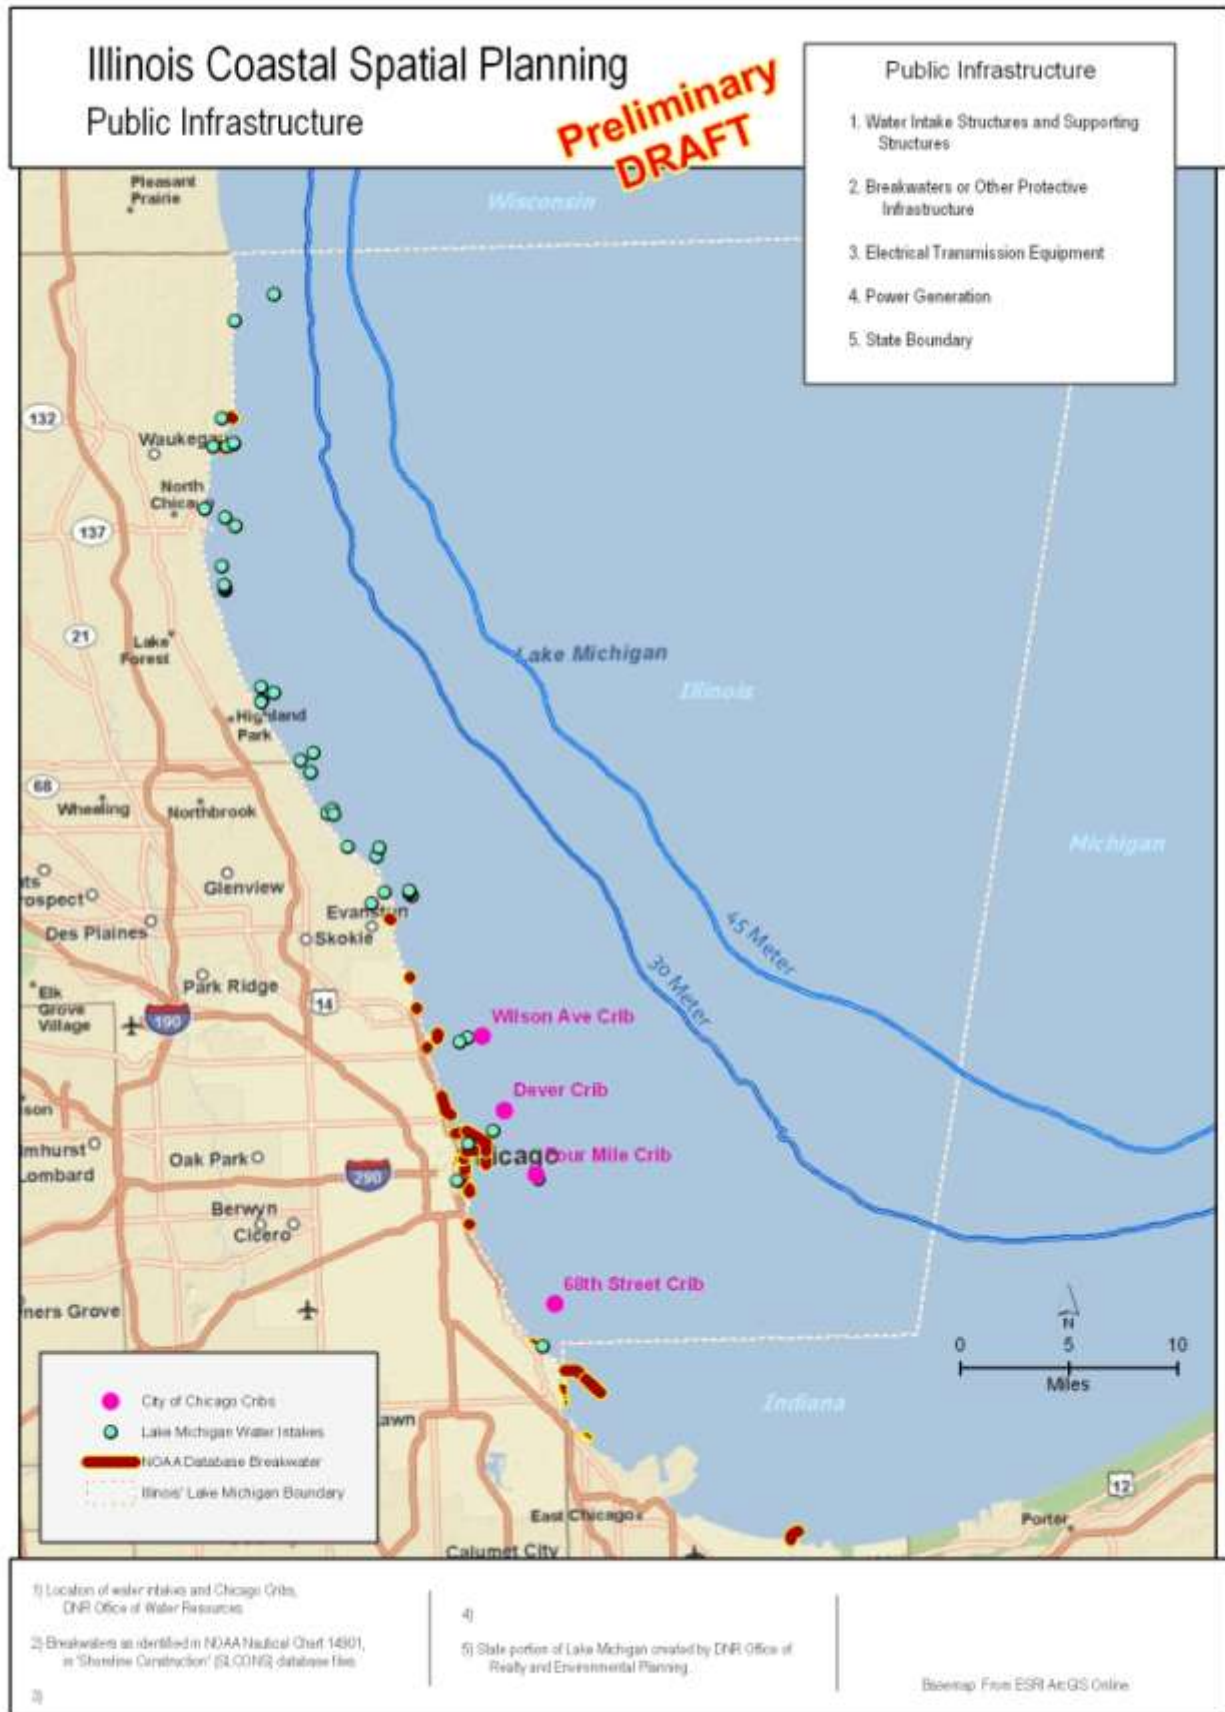 Illinois Coastal Spatial Planning
Public Infrastructure
Preliminary
DRAFT
Public Infrastructure
1. Water Intake Structures and Supporting
Structures
2. Breakwaters or Other Protective
Infrastructure
3. Electrical Transmission Equipment
4. Power Generation
5. State Boundary
Pleasant
Prairie
Wisconsin
132
Waukegan
North
137
21
Lake
Forest
Lake Michigan
Illinois
Highland
Park
68
Wheeling
Northbrook
Michigan
Glenview
rospect
Evanston
Des Plaines
Skokie
45 Meter
30 Meter
Park Ridge
Elk
Grove
Village
190
14
Wilson Ave Crib
Dever Crib
son
mhurst
Lombard
Oak Park
290
icago
Four Mile Crib
Berwyn
Cicero
68th Street Crib
ners Grove
N
0 5 10
Miles
Indiana
City of Chicago Cribs
Lake Michigan Water Intakes
NOAA Database Breakwater
Illinois' Lake Michigan Boundary
awn
12
East Chicago
Porter
Calumet City
1) Location of water intakes and Chicago Cribs,
DNR Office of Water Resources
2) Breakwaters as identified in NOAA Nautical Chart 14901,
in 'Shoreline Construction' (SLCONS) database files
3)
4)
5) State portion of Lake Michigan created by DNR Office of
Realty and Environmental Planning
Basemap From ESRI ArcGIS Online